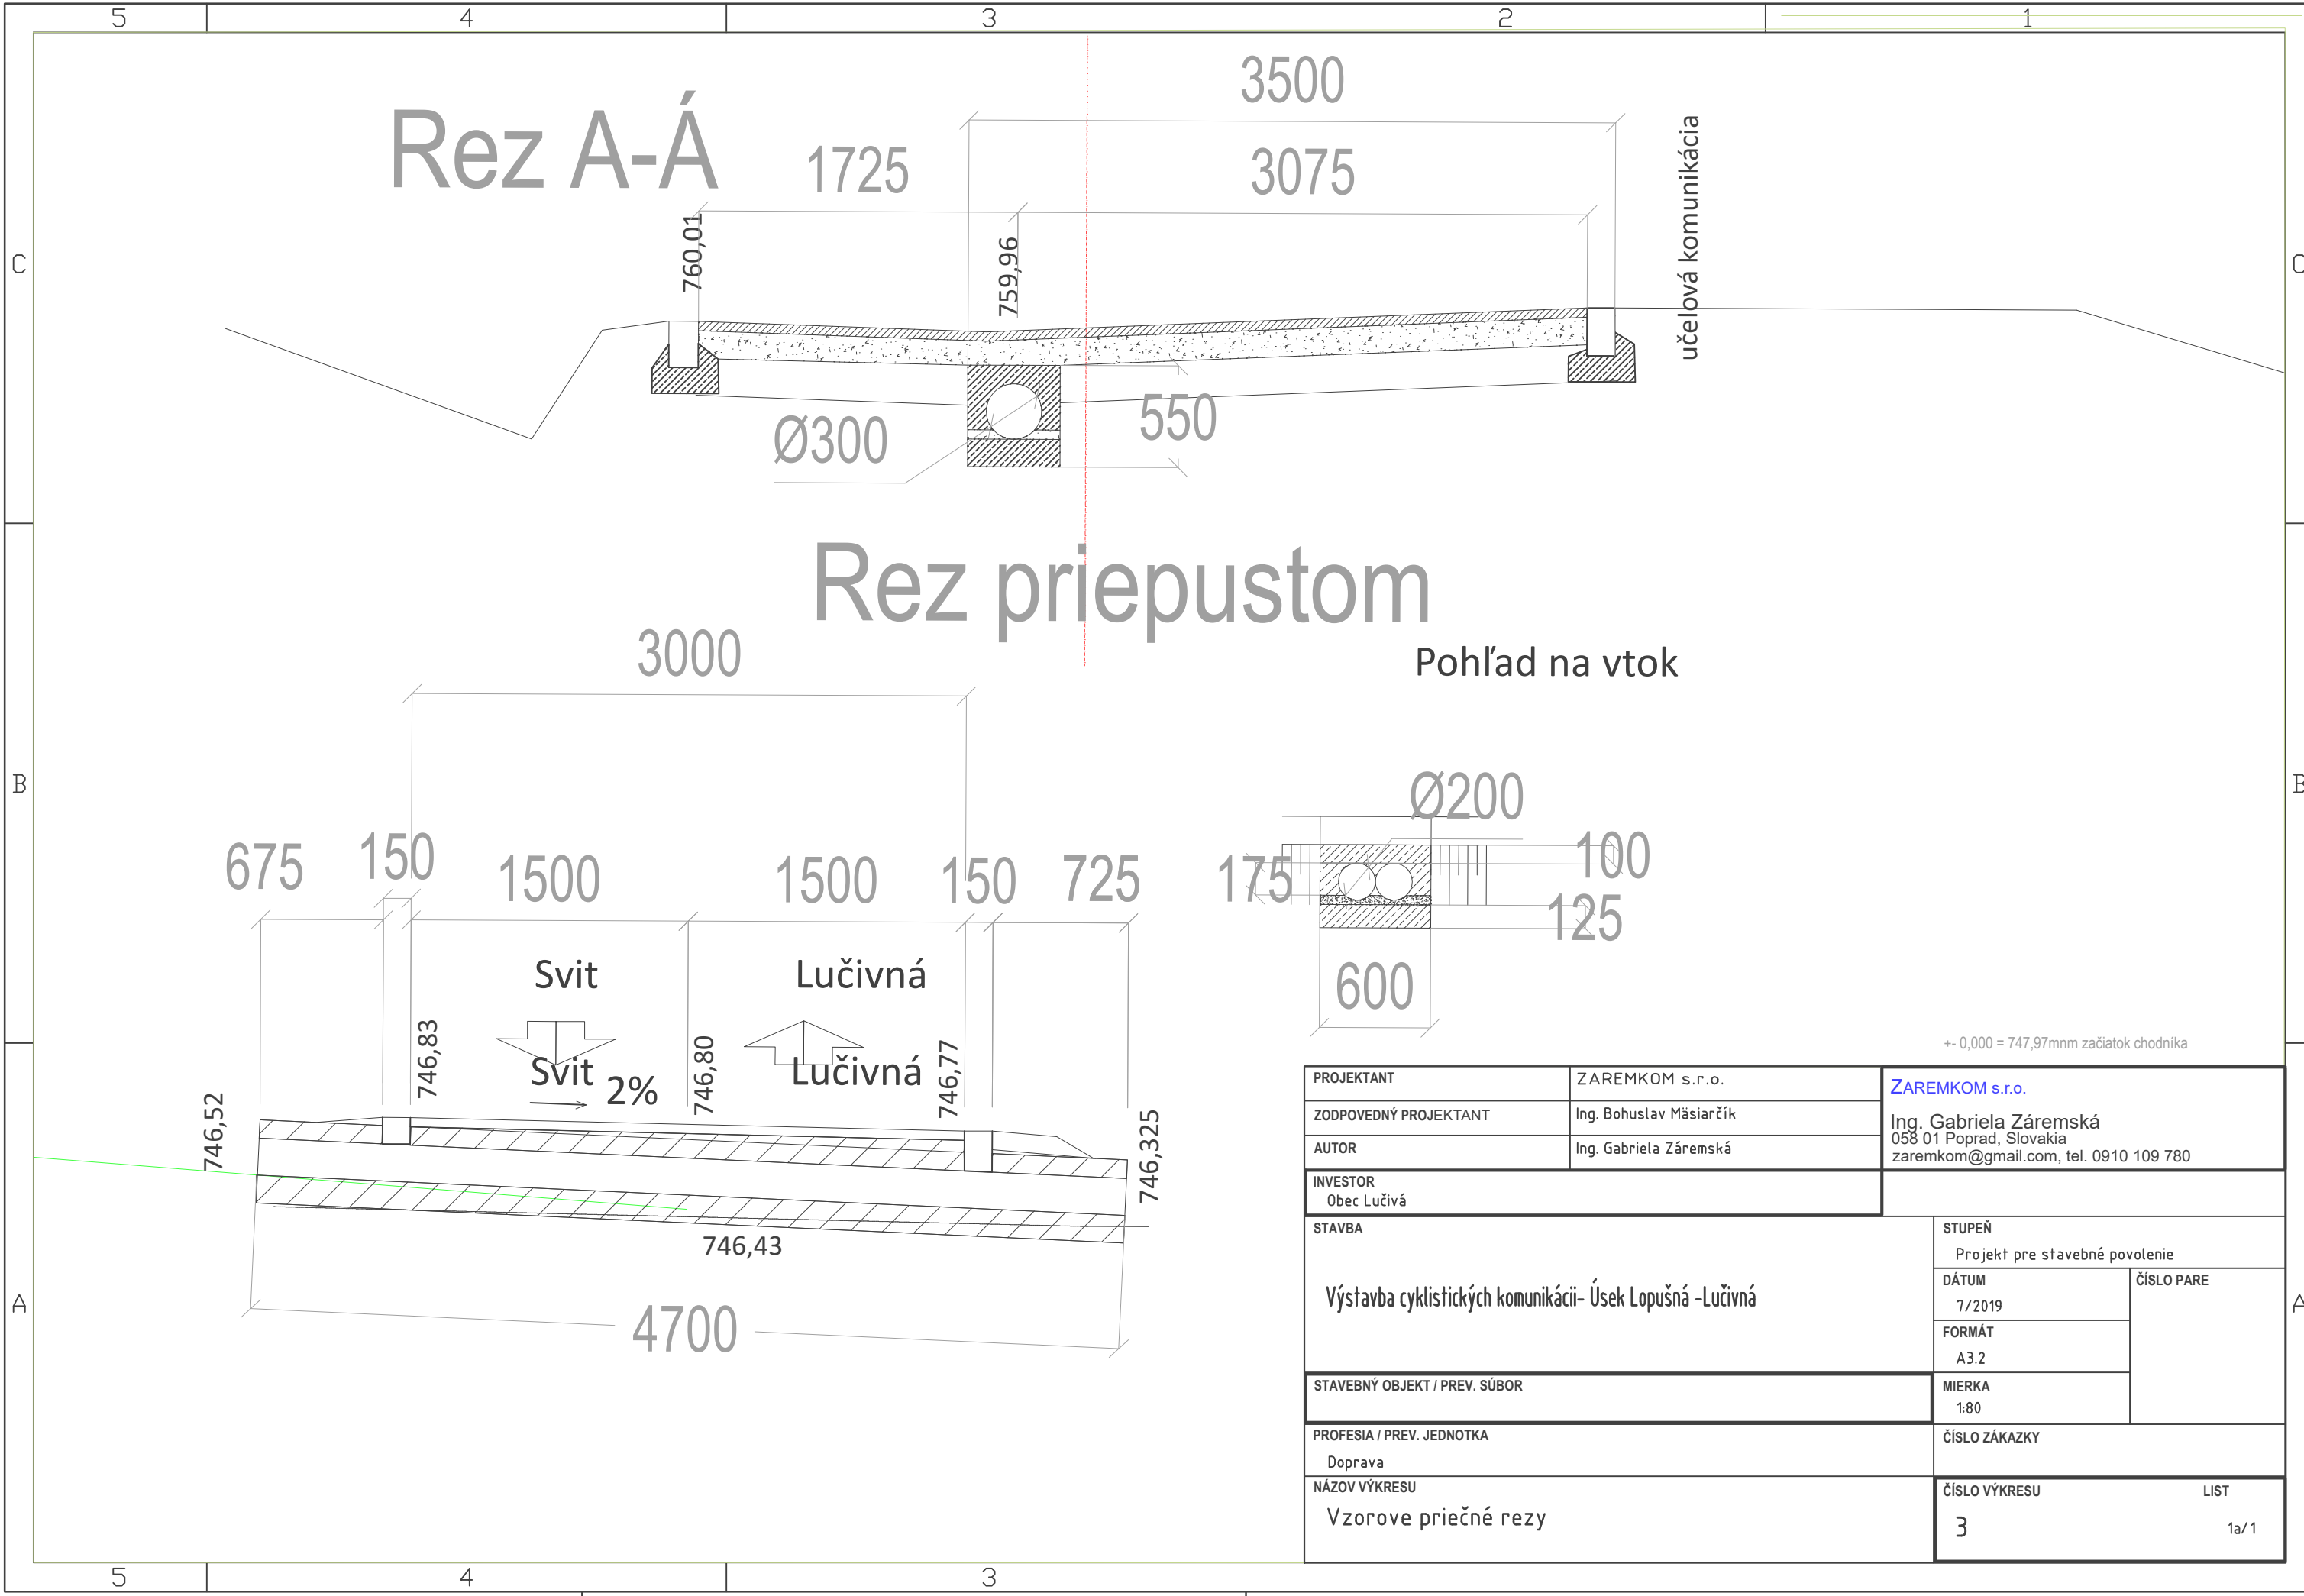 5 4 3 2 1
3500
Rez A-Á
1725
3075
účelová komunikácia
760,01
759,96
C
C
550
Ø300
Rez priepustom
3000
Pohľad na vtok
B
B
Ø200
675
150
1500
1500
150
725
175
100
125
Svit
Lučivná
600
746,83
746,80
746,77
Svit
Lučivná
2%
746,52
746,325
746,43
4700
A
A
+- 0,000 = 747,97mnm začiatok chodníka
PROJEKTANT
ZAREMKOM s.r.o.
ZODPOVEDNÝ PROJEKTANT
Ing. Bohuslav Mäsiarčík
AUTOR
Ing. Gabriela Záremská
ZAREMKOM s.r.o.
Ing. Gabriela Záremská
058 01 Poprad, Slovakia
zaremkom@gmail.com, tel. 0910 109 780
INVESTOR
Obec Lučivá
STAVBA
Výstavba cyklistických komunikácii- Úsek Lopušná -Lučivná
STUPEŇ
Projekt pre stavebné povolenie
DÁTUM
7/2019
ČÍSLO PARE
FORMÁT
A3.2
STAVEBNÝ OBJEKT / PREV. SÚBOR
MIERKA
1:80
PROFESIA / PREV. JEDNOTKA
Doprava
ČÍSLO ZÁKAZKY
NÁZOV VÝKRESU
Vzorove priečné rezy
ČÍSLO VÝKRESU
3
LIST
1a/1
5 4 3